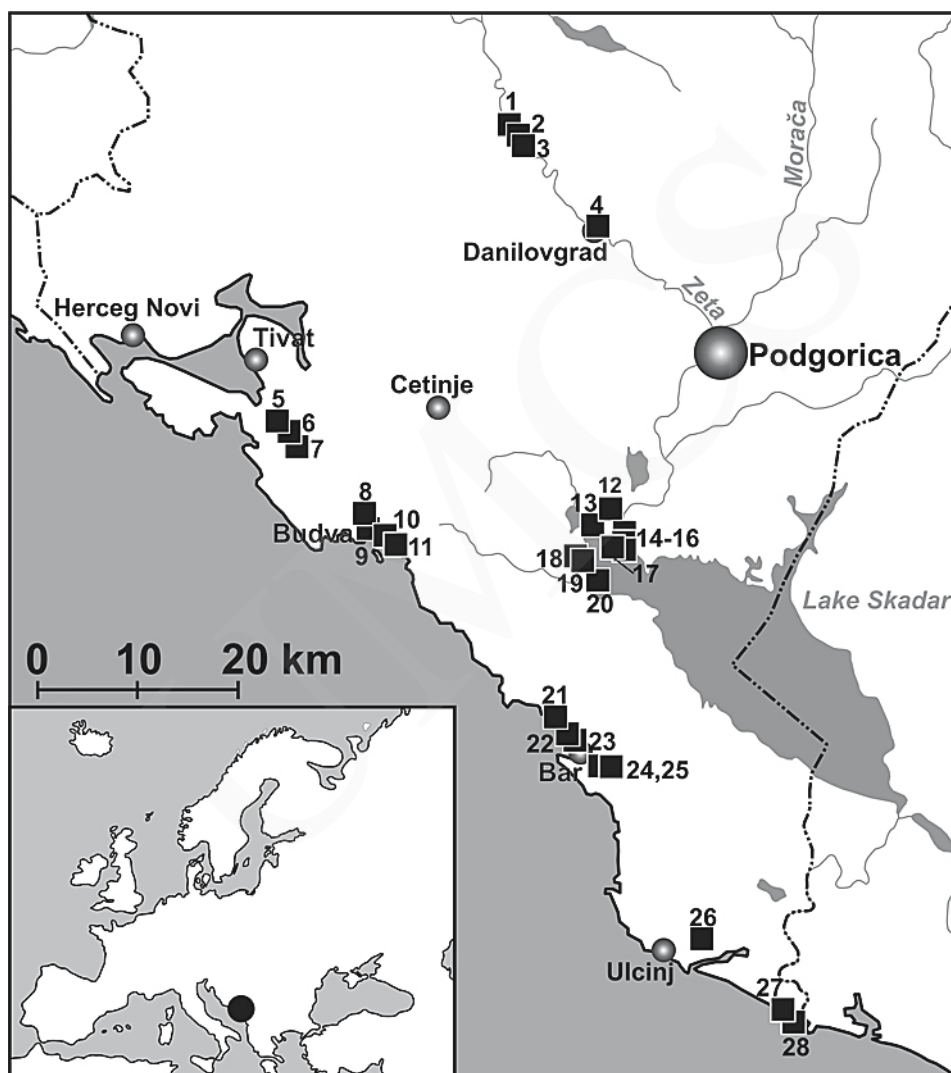 1
2
3
Morača
4
Danilovgrad
Zeta
Herceg Novi
Tivat
Podgorica
Cetinje
5
6
7
8
12
13
10
Budva
14-16
9
11
18
17
19
20
Lake Skadar
0 10 20 km
21
22
23
Bar
24,25
26
Ulcinj
27
28
UMCS